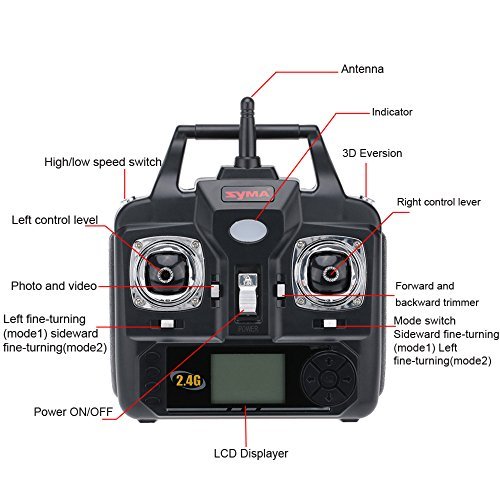 Antenna
Indicator
High/low speed switch
3D Eversion
SYMA
Left control level
Right control lever
Photo and video
Forward and
backward trimmer
POWER
Left fine-turning
(mode1) sideward
fine-turning(mode2)
Mode switch
Sideward fine-turning
(mode1) Left
fine-turning(mode2)
2.4G
Power ON/OFF
LCD Displayer